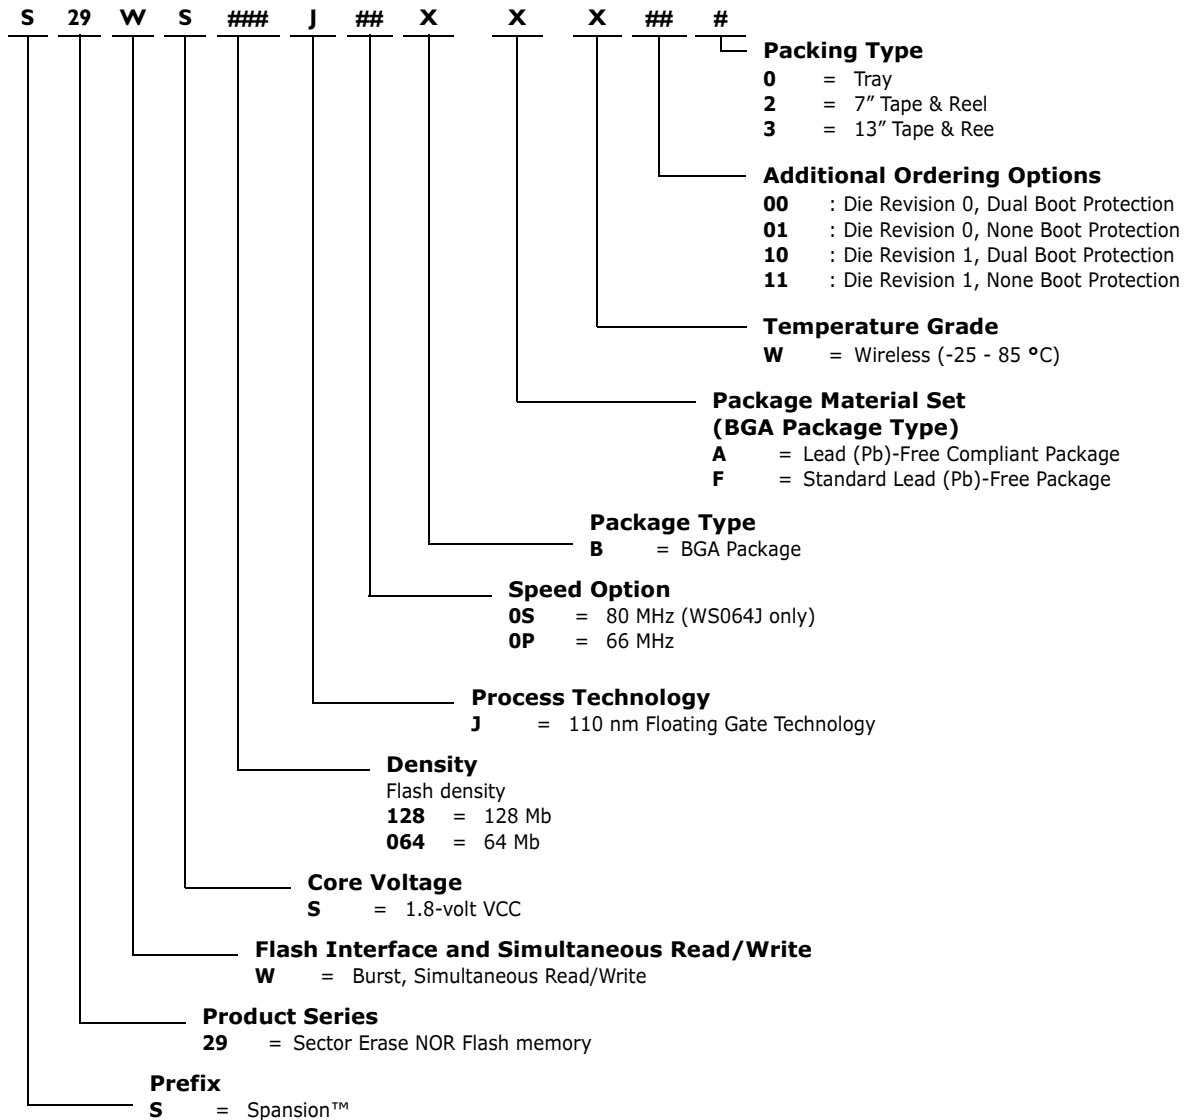 S 29 W S ### J ## X X X ## #
Packing Type
0 = Tray
2 = 7” Tape & Reel
3 = 13” Tape & Ree
Additional Ordering Options
00 : Die Revision 0, Dual Boot Protection
01 : Die Revision 0, None Boot Protection
10 : Die Revision 1, Dual Boot Protection
11 : Die Revision 1, None Boot Protection
Temperature Grade
W = Wireless (-25 - 85 °C)
Package Material Set
(BGA Package Type)
A = Lead (Pb)-Free Compliant Package
F = Standard Lead (Pb)-Free Package
Package Type
B = BGA Package
Speed Option
0S = 80 MHz (WS064J only)
0P = 66 MHz
Process Technology
J = 110 nm Floating Gate Technology
Density
Flash density
128 = 128 Mb
064 = 64 Mb
Core Voltage
S = 1.8-volt VCC
Flash Interface and Simultaneous Read/Write
W = Burst, Simultaneous Read/Write
Product Series
29 = Sector Erase NOR Flash memory
Prefix
S = Spansion™